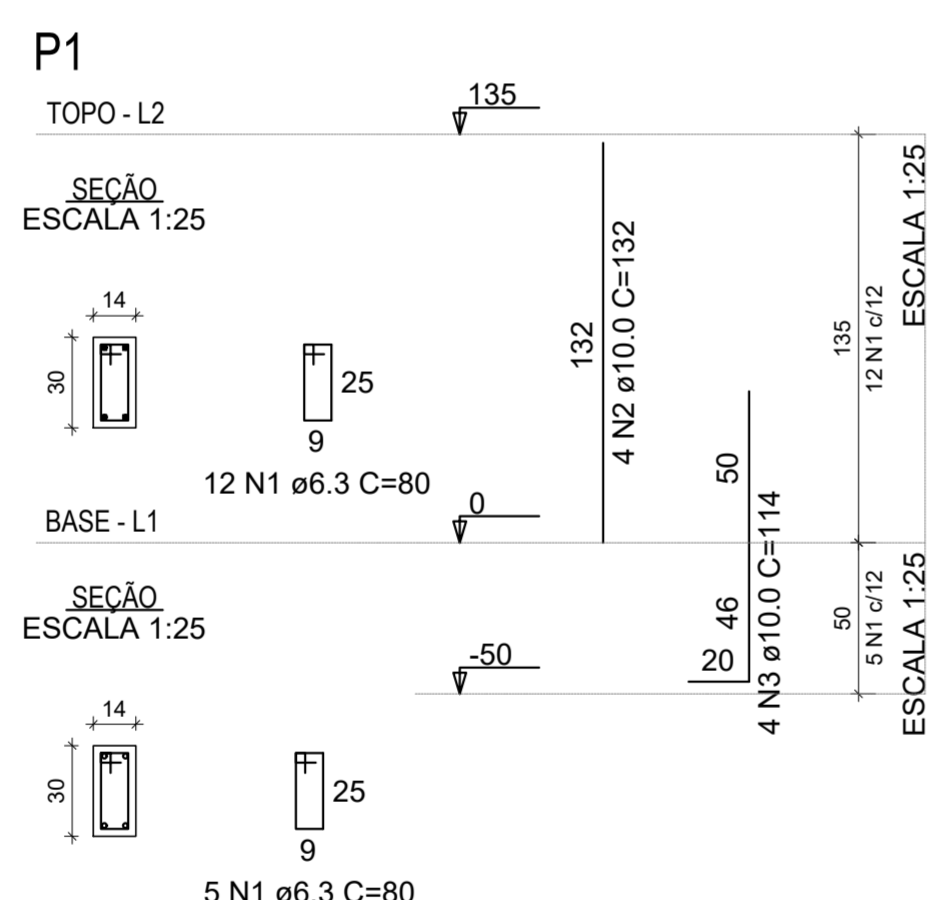 P1
TOPO - L2
135
SEÇÃO
ESCALA 1:25
14
30
25
9
12 N1 ø6.3 C=80
132
4 N2 ø10.0 C=132
135
12 N1 c/12
ESCALA 1:25
BASE - L1
0
SEÇÃO
ESCALA 1:25
-50
50
46
20
4 N3 ø10.0 C=114
50
5 N1 c/12
ESCALA 1:25
14
30
25
9
5 N1 ø6.3 C=80